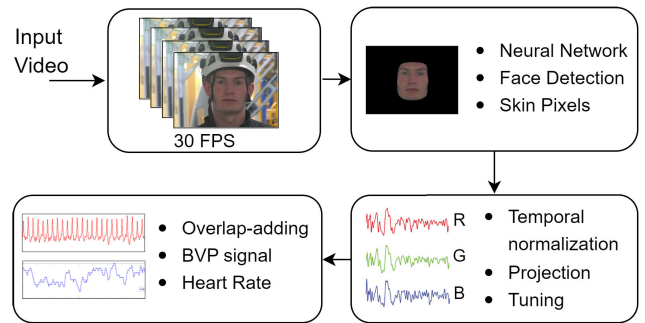 Input
Video
30 FPS
Neural Network
Face Detection
Skin Pixels
R
G
B
Temporal
normalization
Projection
Tuning
Overlap-adding
BVP signal
Heart Rate